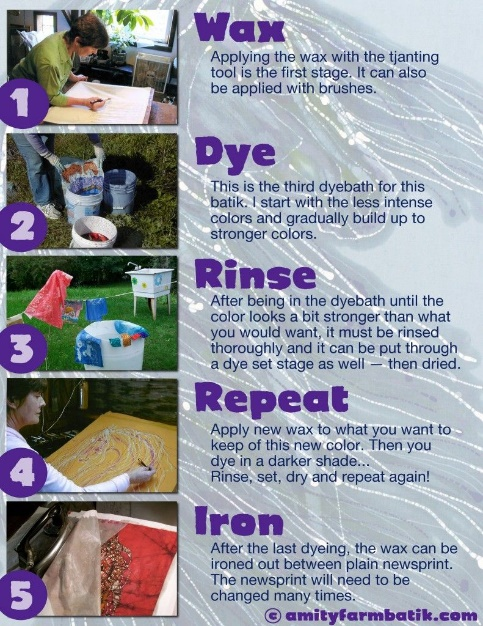 1
Wax
Applying the wax with the tjanting
tool is the first stage. It can also
be applied with brushes.
2
Dye
This is the third dyebath for this
batik. I start with the less intense
colors and gradually build up to
stronger colors.
3
Rinse
After being in the dyebath until the
color looks a bit stronger than what
you would want, it must be rinsed
thoroughly and it can be put through
a dye set stage as well — then dried.
4
Repeat
Apply new wax to what you want to
keep of this new color. Then you
dye in a darker shade...
Rinse, set, dry and repeat again!
5
Iron
After the last dyeing, the wax can be
ironed out between plain newsprint.
The newsprint will need to be
changed many times.
© amityfarmbatik.com